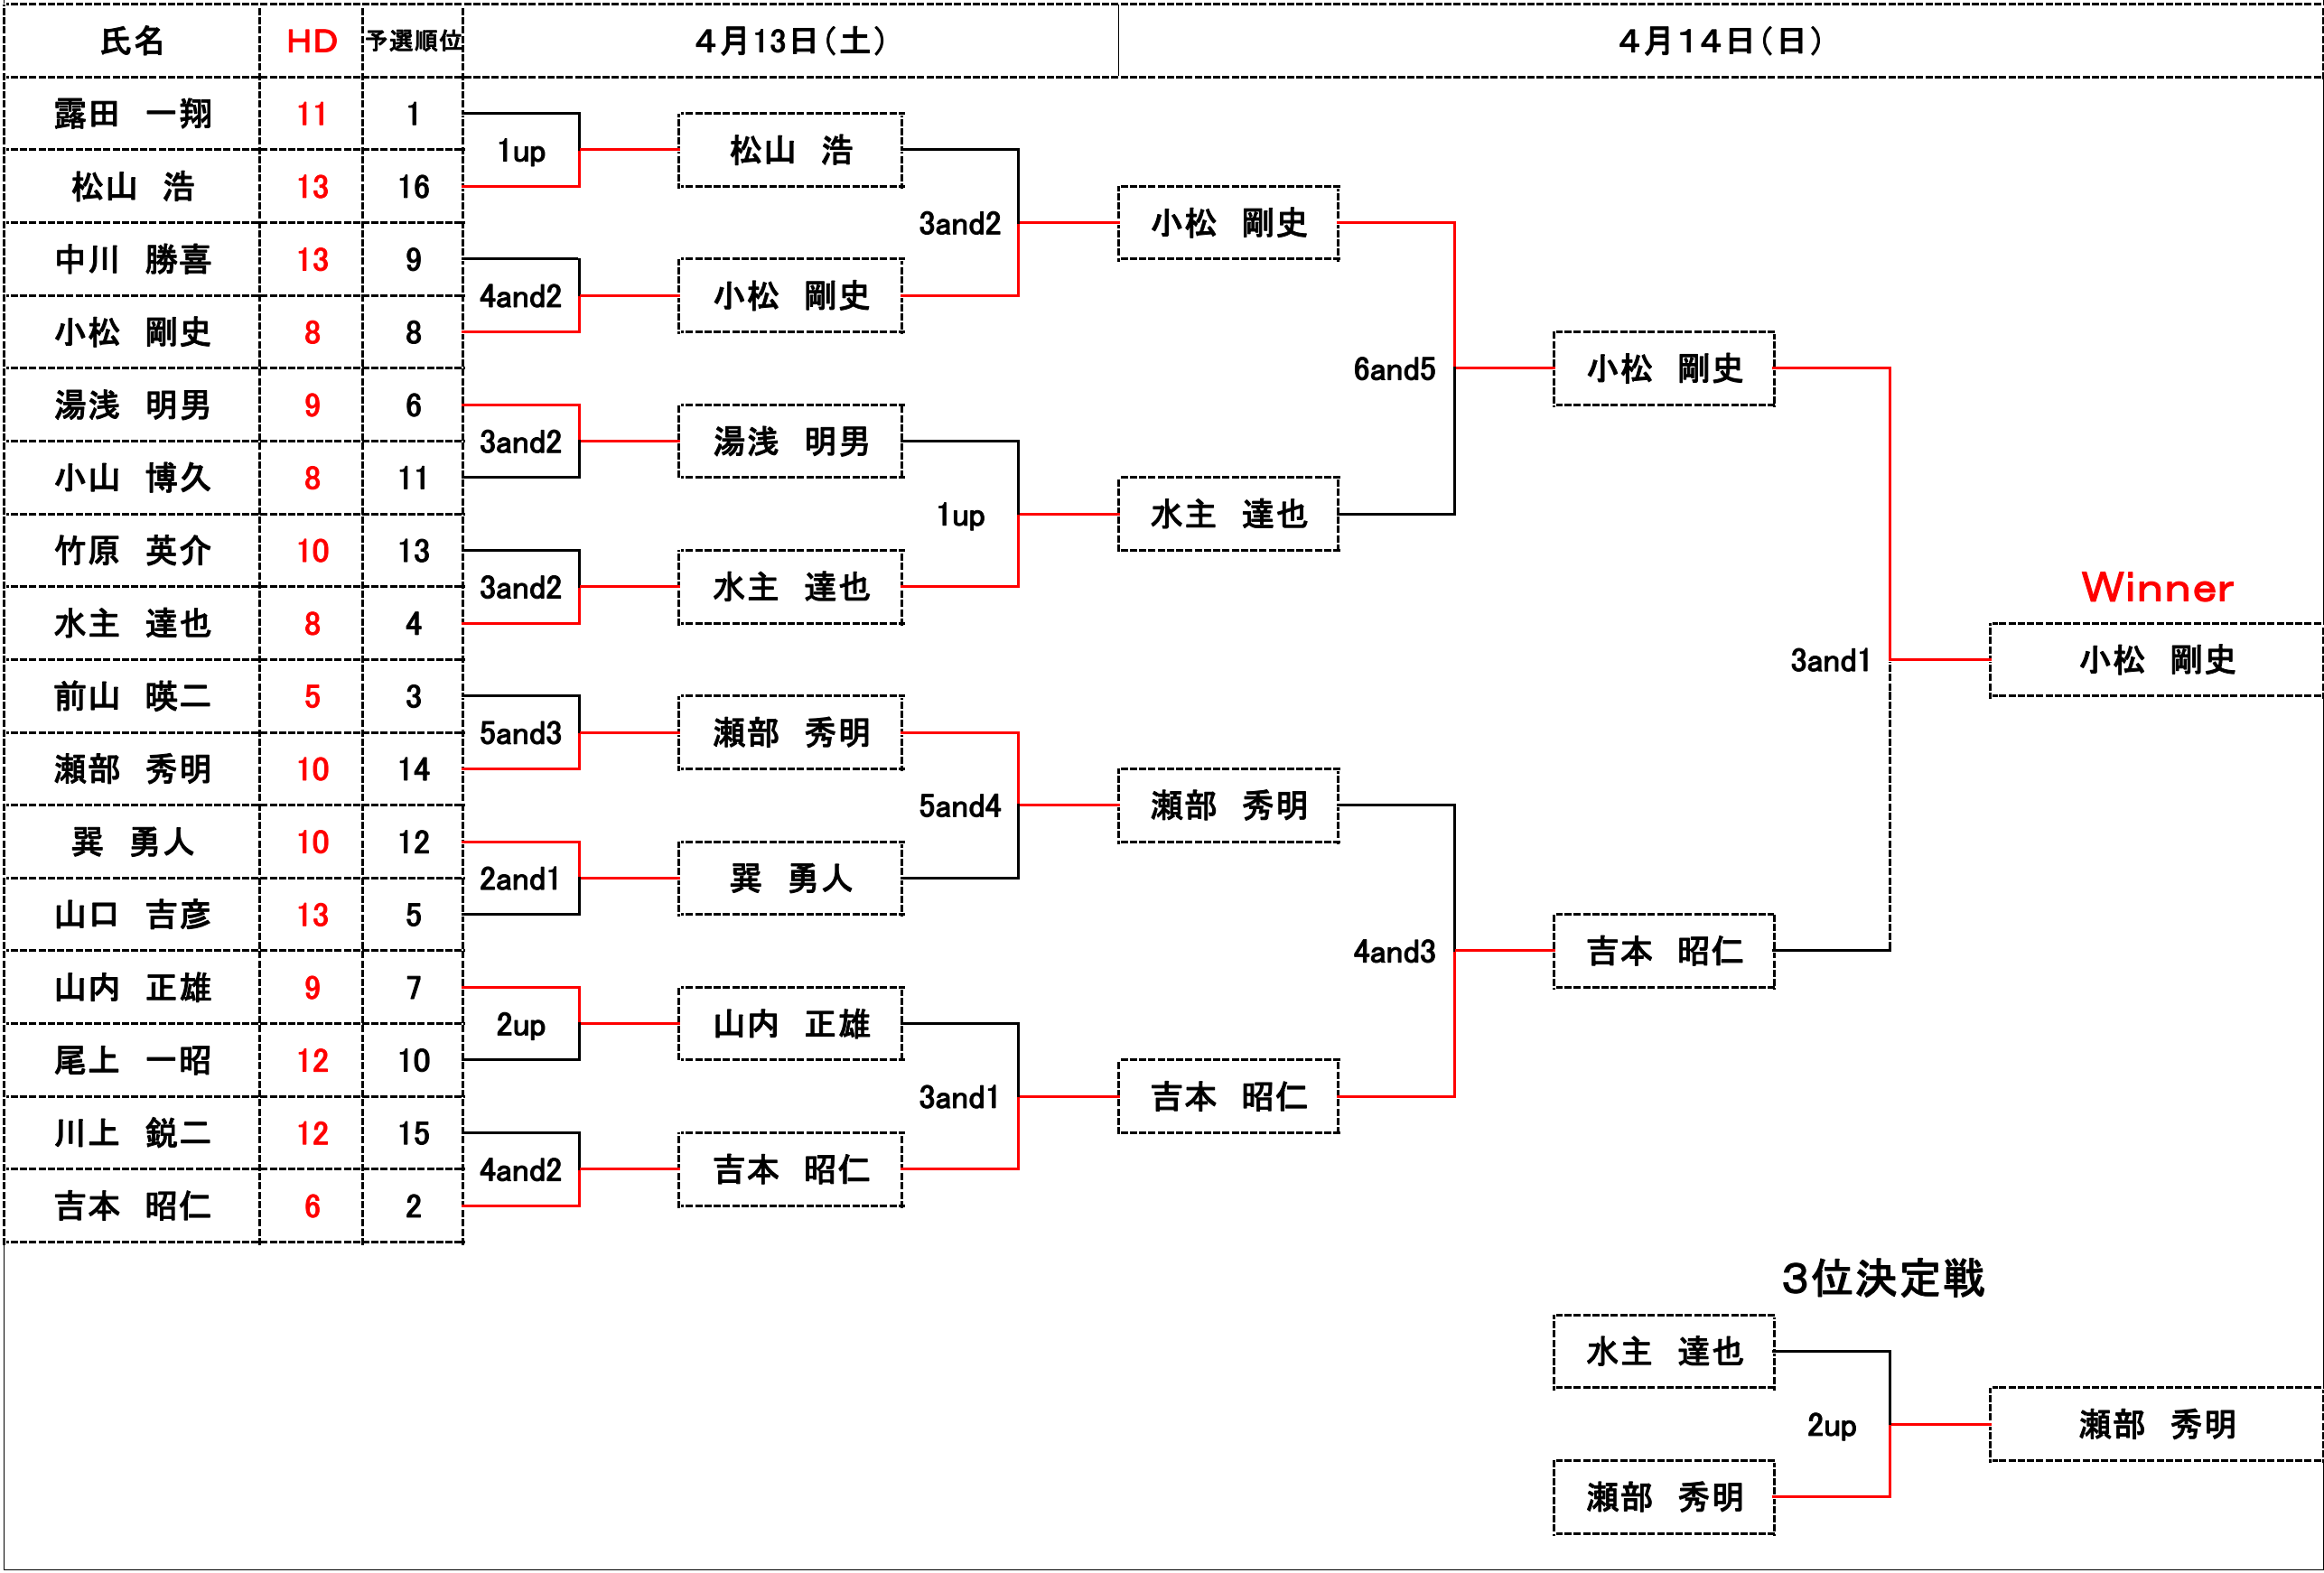 氏名 HD 予選順位 4月13日(土) 4月14日(日)
露田 一翔 11 1
1up 松山 浩
松山 浩 13 16
3and2 小松 剛史
中川 勝喜 13 9
4and2 小松 剛史
小松 剛史 8 8
6and5 小松 剛史
湯浅 明男 9 6
3and2 湯浅 明男
小山 博久 8 11
1up 水主 達也
竹原 英介 10 13
3and2 水主 達也
Winner
水主 達也 8 4
3and1 小松 剛史
前山 暎二 5 3
5and3 瀬部 秀明
瀬部 秀明 10 14
5and4 瀬部 秀明
巽 勇人 10 12
2and1 巽 勇人
山口 吉彦 13 5
4and3 吉本 昭仁
山内 正雄 9 7
2up 山内 正雄
尾上 一昭 12 10
3and1 吉本 昭仁
川上 鋭二 12 15
4and2 吉本 昭仁
吉本 昭仁 6 2
3位決定戦
水主 達也
2up 瀬部 秀明
瀬部 秀明